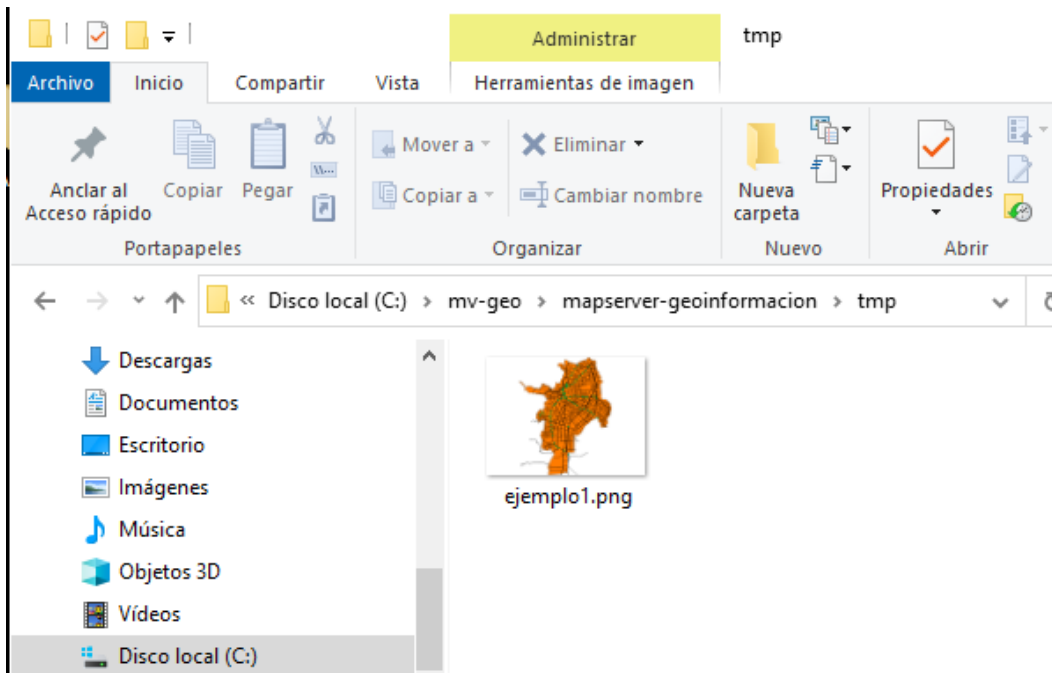 Administrar tmp
Archivo Inicio Compartir Vista Herramientas de imagen
Mover a Eliminar
Anclar al Copiar Pegar Copiar a Cambiar nombre Nueva Propiedades
Acceso rápido carpeta
Portapapeles Organizar Nuevo Abrir
« Disco local (C:) › mv-geo › mapserver-geoinformacion › tmp
Descargas
Documentos
Escritorio
Imágenes
ejemplo1.png
Música
Objetos 3D
Vídeos
Disco local (C:)